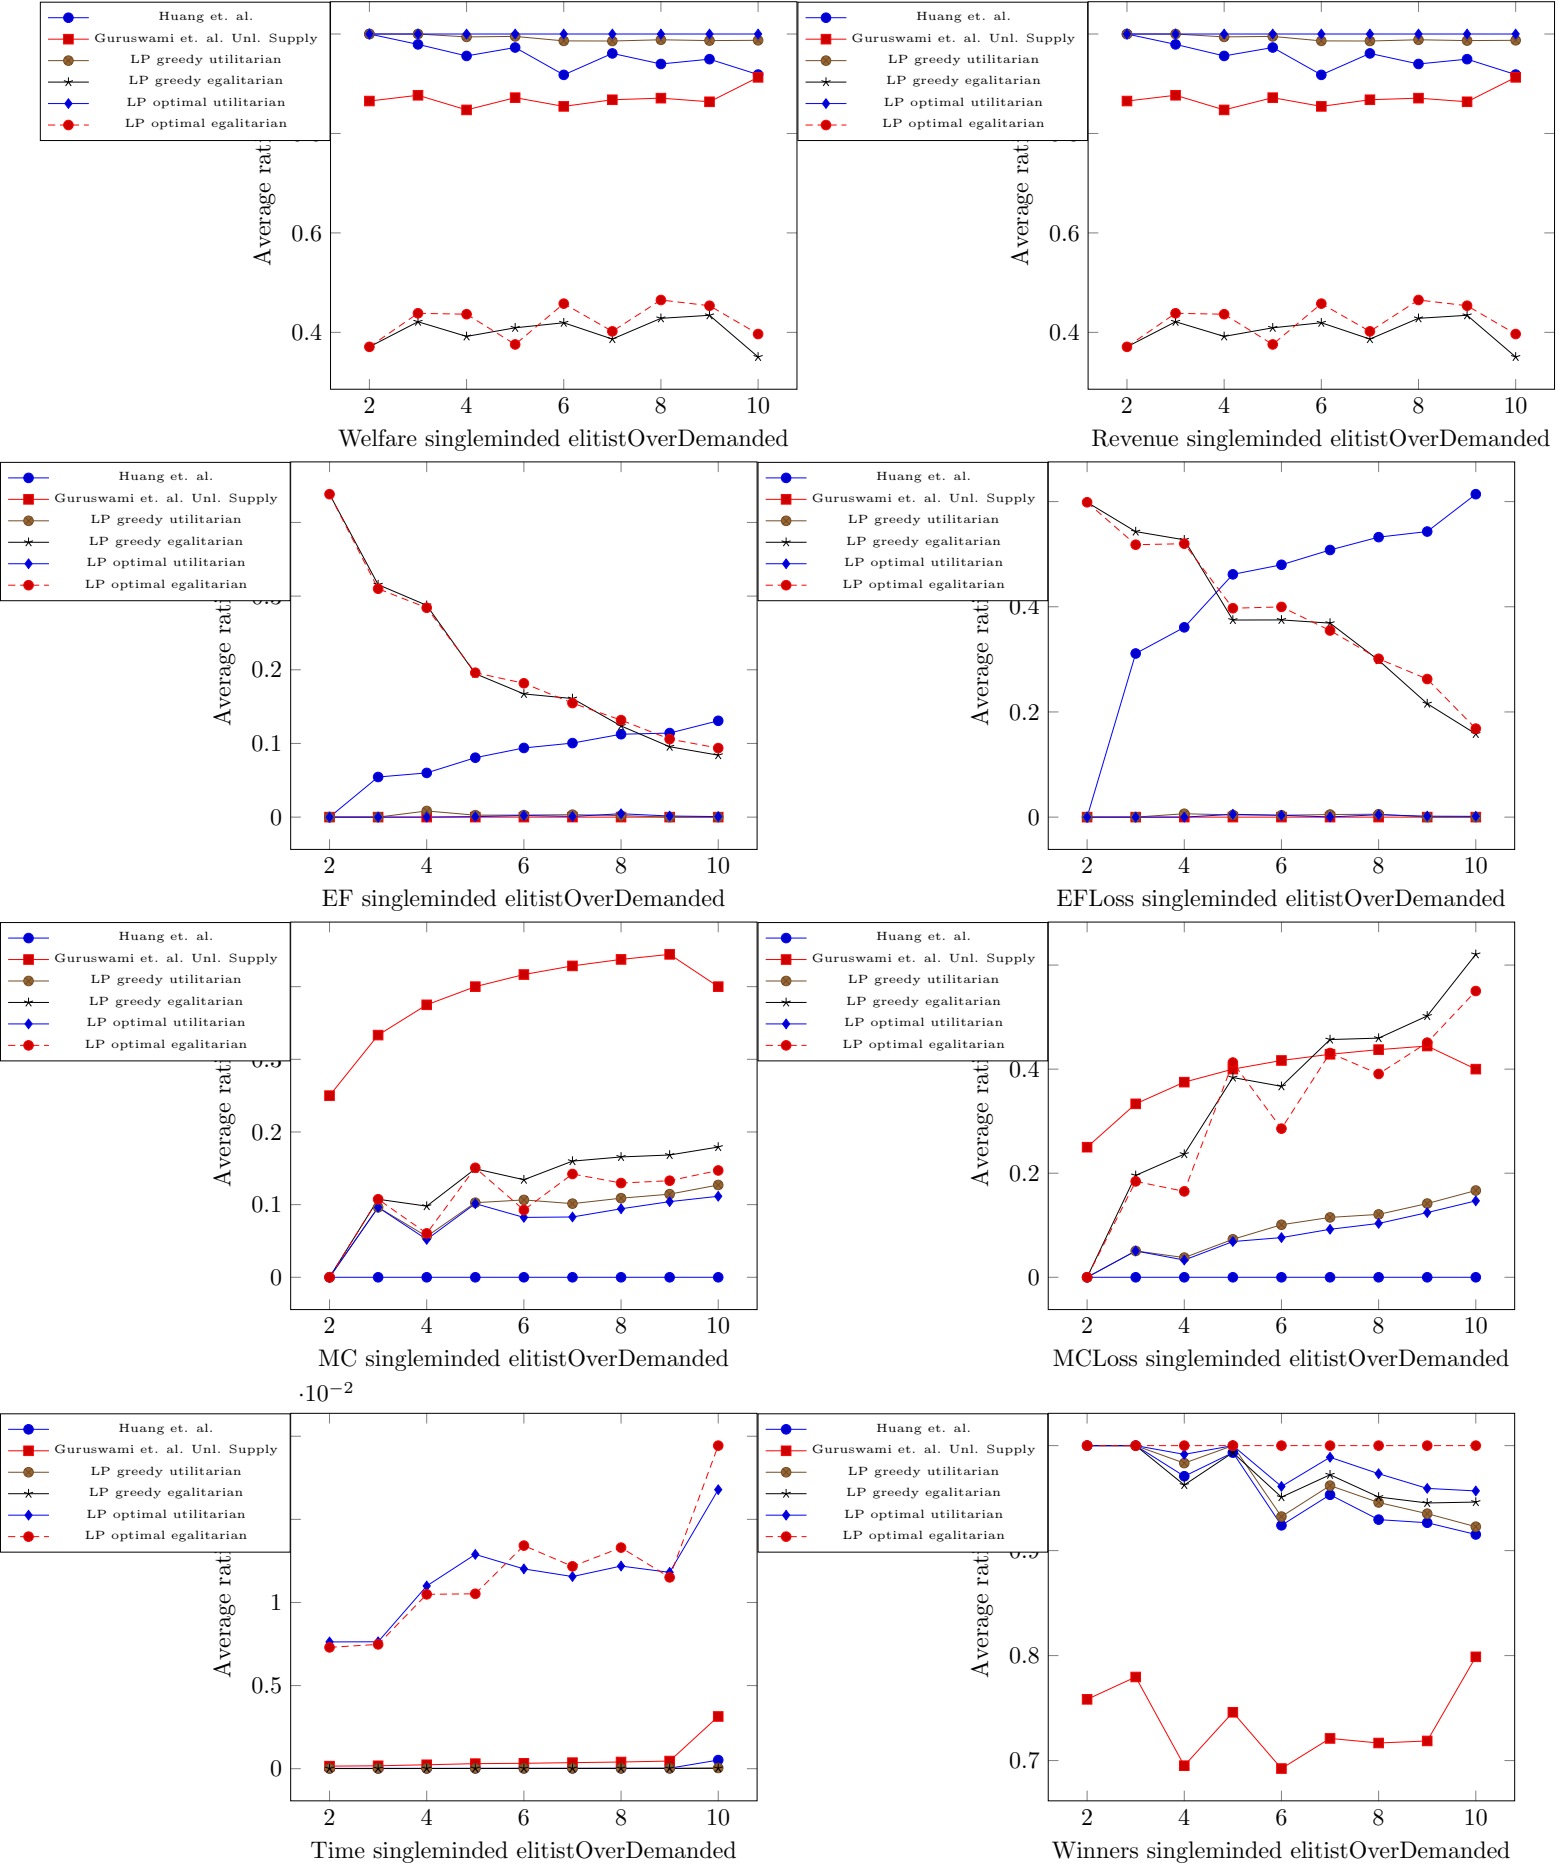 Huang et. al.
Guruswami et. al. Unl. Supply
LP greedy utilitarian
LP greedy egalitarian
LP optimal utilitarian
LP optimal egalitarian
Average rati
0.6
0.4
2 4 6 8 10
Welfare singleminded elitistOverDemanded
Huang et. al.
Guruswami et. al. Unl. Supply
LP greedy utilitarian
LP greedy egalitarian
LP optimal utilitarian
LP optimal egalitarian
Average rati
0.6
0.4
2 4 6 8 10
Revenue singleminded elitistOverDemanded
Huang et. al.
Guruswami et. al. Unl. Supply
LP greedy utilitarian
LP greedy egalitarian
LP optimal utilitarian
LP optimal egalitarian
Average rati
0.2
0.1
0
2 4 6 8 10
EF singleminded elitistOverDemanded
Huang et. al.
Guruswami et. al. Unl. Supply
LP greedy utilitarian
LP greedy egalitarian
LP optimal utilitarian
LP optimal egalitarian
Average rati
0.4
0.2
0
2 4 6 8 10
EFLoss singleminded elitistOverDemanded
Huang et. al.
Guruswami et. al. Unl. Supply
LP greedy utilitarian
LP greedy egalitarian
LP optimal utilitarian
LP optimal egalitarian
Average rati
0.2
0.1
0
2 4 6 8 10
MC singleminded elitistOverDemanded
Huang et. al.
Guruswami et. al. Unl. Supply
LP greedy utilitarian
LP greedy egalitarian
LP optimal utilitarian
LP optimal egalitarian
Average rati
0.4
0.2
0
2 4 6 8 10
MCLoss singleminded elitistOverDemanded
·10⁻²
Huang et. al.
Guruswami et. al. Unl. Supply
LP greedy utilitarian
LP greedy egalitarian
LP optimal utilitarian
LP optimal egalitarian
Average rati
1
0.5
0
2 4 6 8 10
Time singleminded elitistOverDemanded
Huang et. al.
Guruswami et. al. Unl. Supply
LP greedy utilitarian
LP greedy egalitarian
LP optimal utilitarian
LP optimal egalitarian
Average rati
0.8
0.7
2 4 6 8 10
Winners singleminded elitistOverDemanded